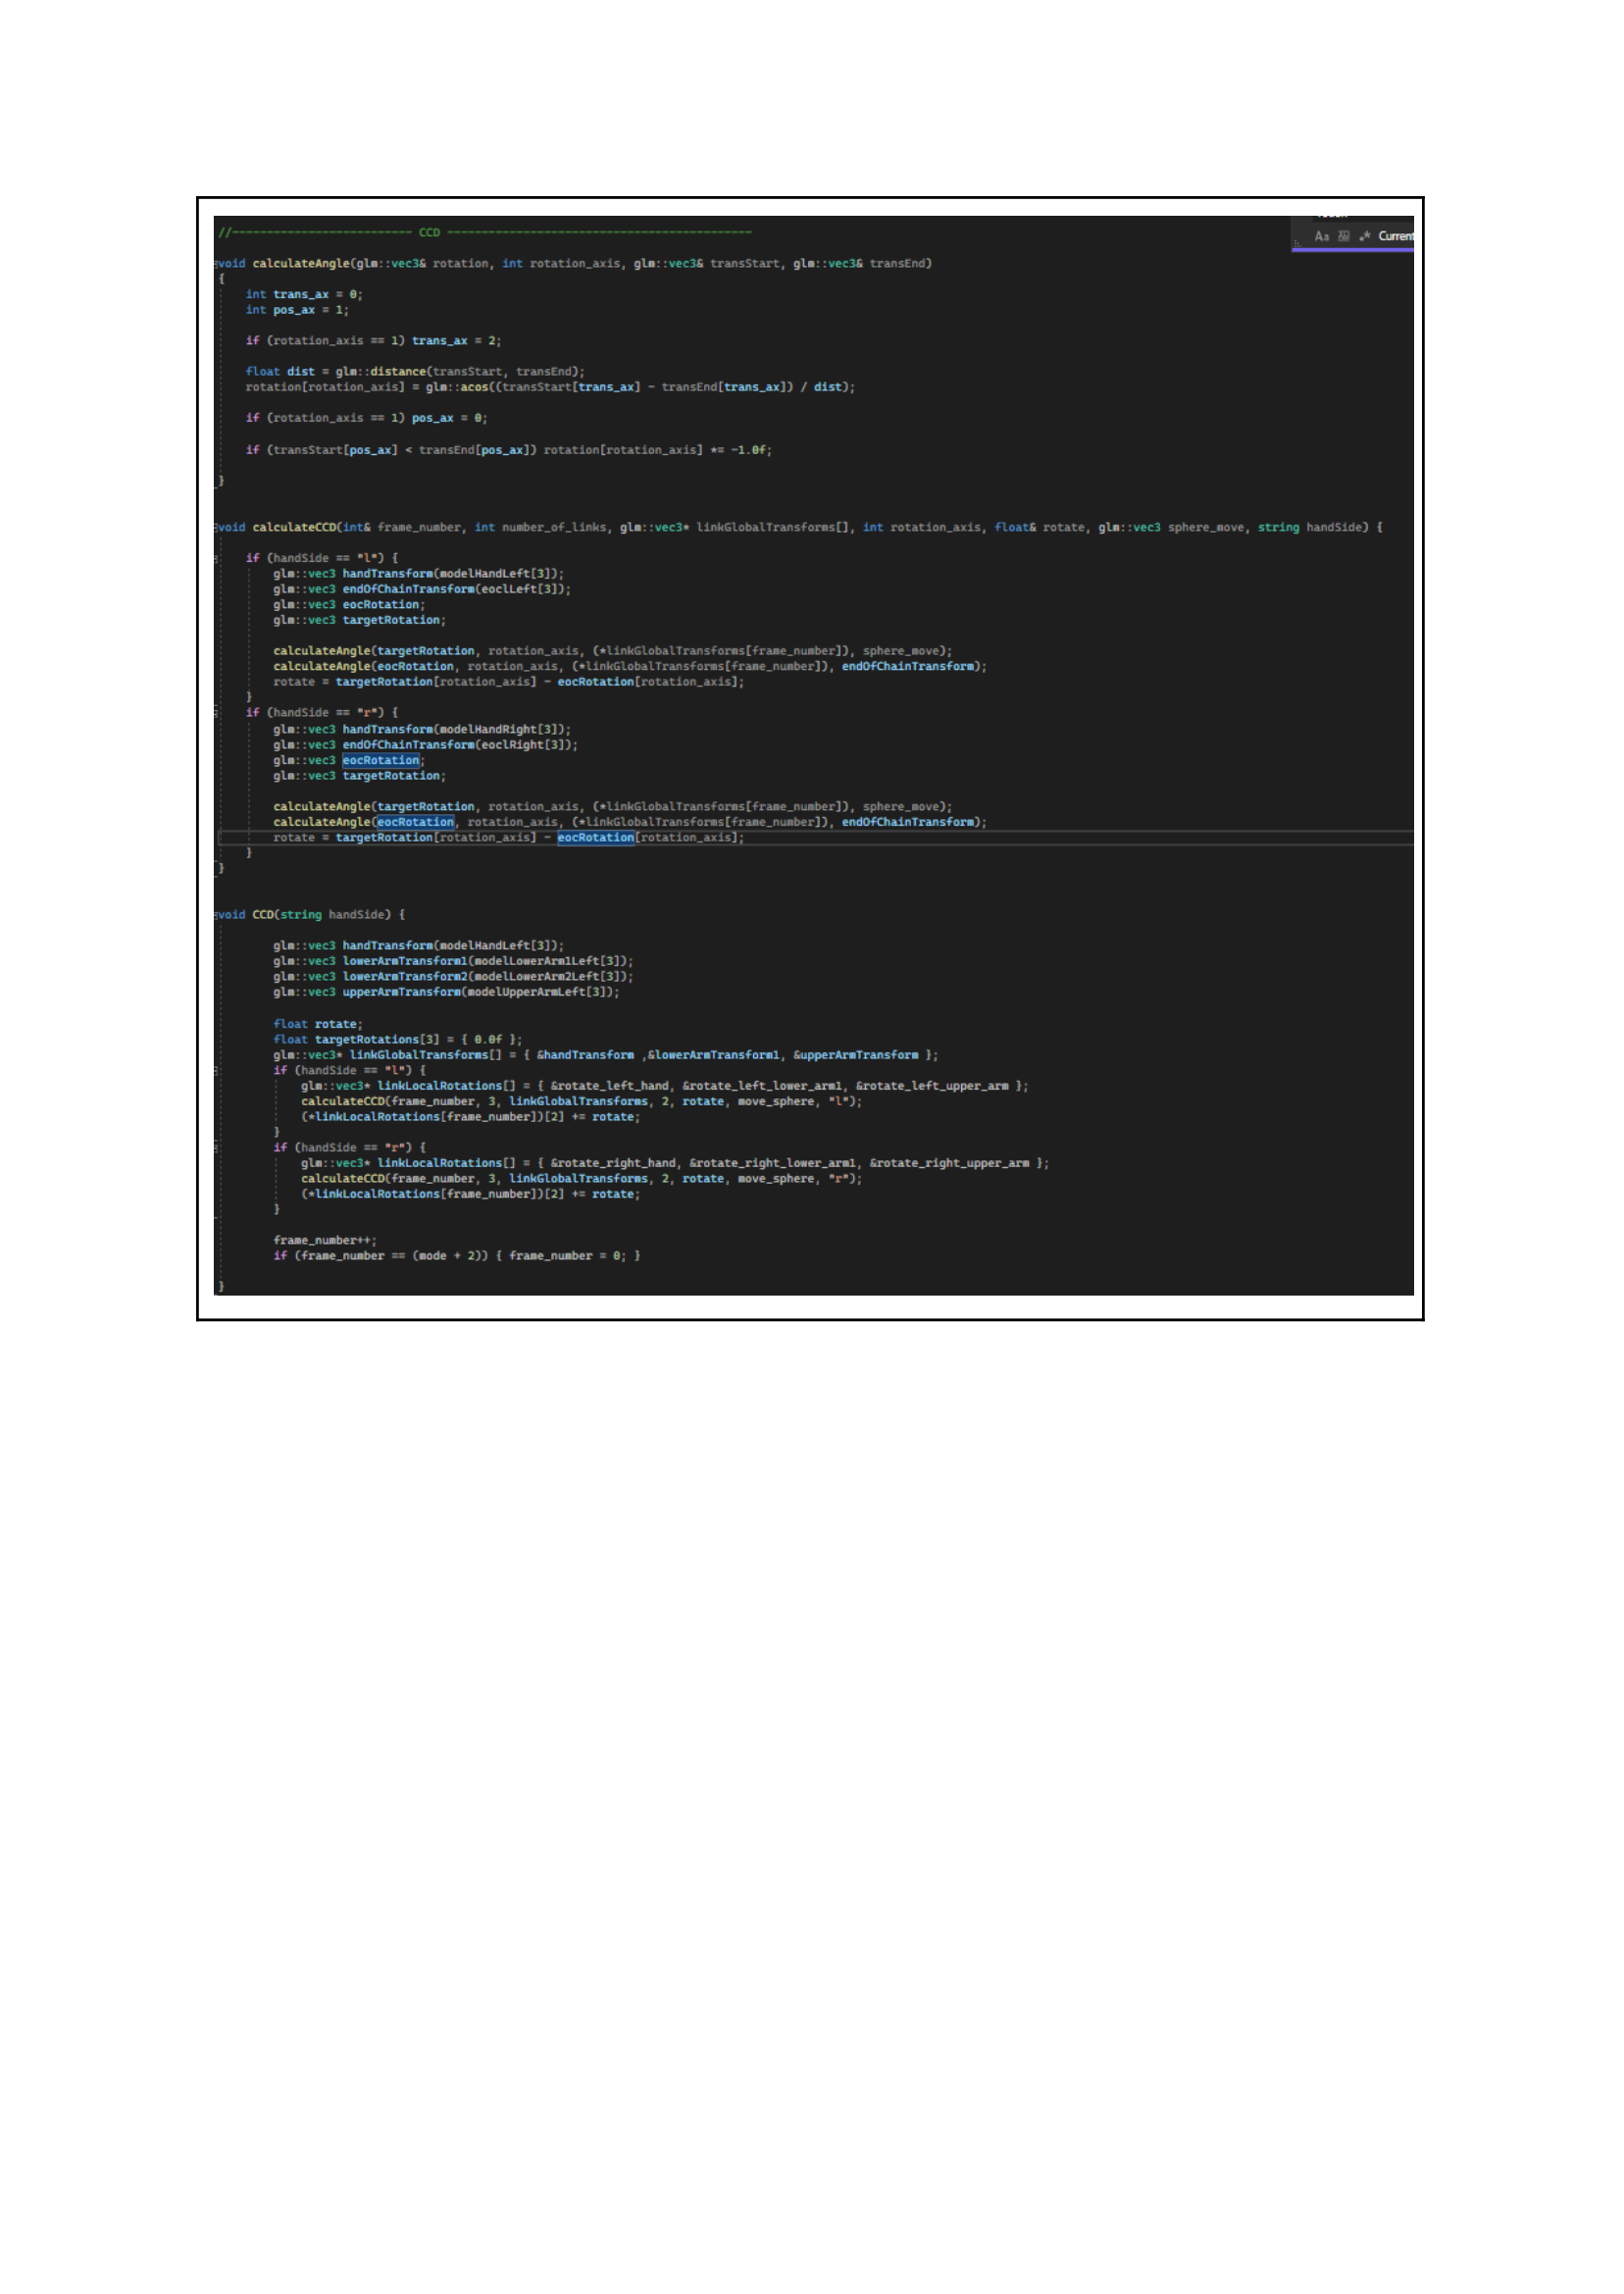 //-------------------------- CCD --------------------------------------------
Aa Current
void calculateAngle(glm::vec3& rotation, int rotation_axis, glm::vec3& transStart, glm::vec3& transEnd)
{
int trans_ax = 0;
int pos_ax = 1;
if (rotation_axis == 1) trans_ax = 2;
float dist = glm::distance(transStart, transEnd);
rotation[rotation_axis] = glm::acos((transStart[trans_ax] - transEnd[trans_ax]) / dist);
if (rotation_axis == 1) pos_ax = 0;
if (transStart[pos_ax] < transEnd[pos_ax]) rotation[rotation_axis] *= -1.0f;
}
void calculateCCD(int& frame_number, int number_of_links, glm::vec3* linkGlobalTransforms[], int rotation_axis, float& rotate, glm::vec3 sphere_move, string handSide) {
if (handSide == "l") {
glm::vec3 handTransform(modelHandLeft[3]);
glm::vec3 endOfChainTransform(eoclLeft[3]);
glm::vec3 eocRotation;
glm::vec3 targetRotation;
calculateAngle(targetRotation, rotation_axis, (*linkGlobalTransforms[frame_number]), sphere_move);
calculateAngle(eocRotation, rotation_axis, (*linkGlobalTransforms[frame_number]), endOfChainTransform);
rotate = targetRotation[rotation_axis] - eocRotation[rotation_axis];
}
if (handSide == "r") {
glm::vec3 handTransform(modelHandRight[3]);
glm::vec3 endOfChainTransform(eoclRight[3]);
glm::vec3 eocRotation;
glm::vec3 targetRotation;
calculateAngle(targetRotation, rotation_axis, (*linkGlobalTransforms[frame_number]), sphere_move);
calculateAngle(eocRotation, rotation_axis, (*linkGlobalTransforms[frame_number]), endOfChainTransform);
rotate = targetRotation[rotation_axis] - eocRotation[rotation_axis];
}
}
void CCD(string handSide) {
glm::vec3 handTransform(modelHandLeft[3]);
glm::vec3 lowerArmTransform1(modelLowerArm1Left[3]);
glm::vec3 lowerArmTransform2(modelLowerArm2Left[3]);
glm::vec3 upperArmTransform(modelUpperArmLeft[3]);
float rotate;
float targetRotations[3] = { 0.0f };
glm::vec3* linkGlobalTransforms[] = { &handTransform ,&lowerArmTransform1, &upperArmTransform };
if (handSide == "l") {
glm::vec3* linkLocalRotations[] = { &rotate_left_hand, &rotate_left_lower_arm1, &rotate_left_upper_arm };
calculateCCD(frame_number, 3, linkGlobalTransforms, 2, rotate, move_sphere, "l");
(*linkLocalRotations[frame_number])[2] += rotate;
}
if (handSide == "r") {
glm::vec3* linkLocalRotations[] = { &rotate_right_hand, &rotate_right_lower_arm1, &rotate_right_upper_arm };
calculateCCD(frame_number, 3, linkGlobalTransforms, 2, rotate, move_sphere, "r");
(*linkLocalRotations[frame_number])[2] += rotate;
}
frame_number++;
if (frame_number == (mode + 2)) { frame_number = 0; }
}